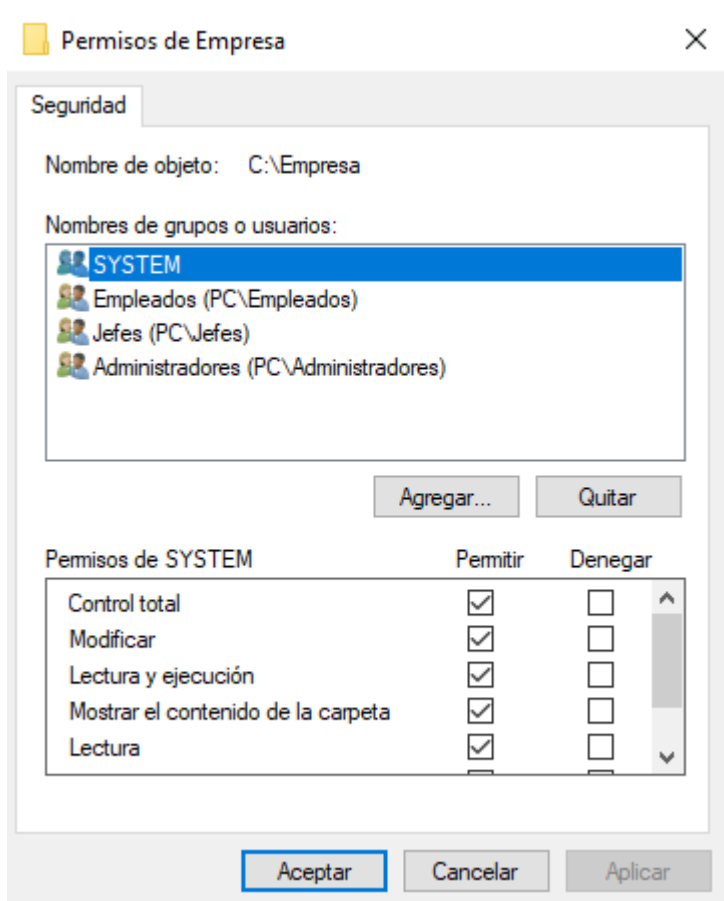 Permisos de Empresa
Seguridad
Nombre de objeto: C:\Empresa
Nombres de grupos o usuarios:
SYSTEM
Empleados (PC\Empleados)
Jefes (PC\Jefes)
Administradores (PC\Administradores)
Agregar... Quitar
Permisos de SYSTEM Permitir Denegar
Control total
Modificar
Lectura y ejecución
Mostrar el contenido de la carpeta
Lectura
Aceptar Cancelar Aplicar